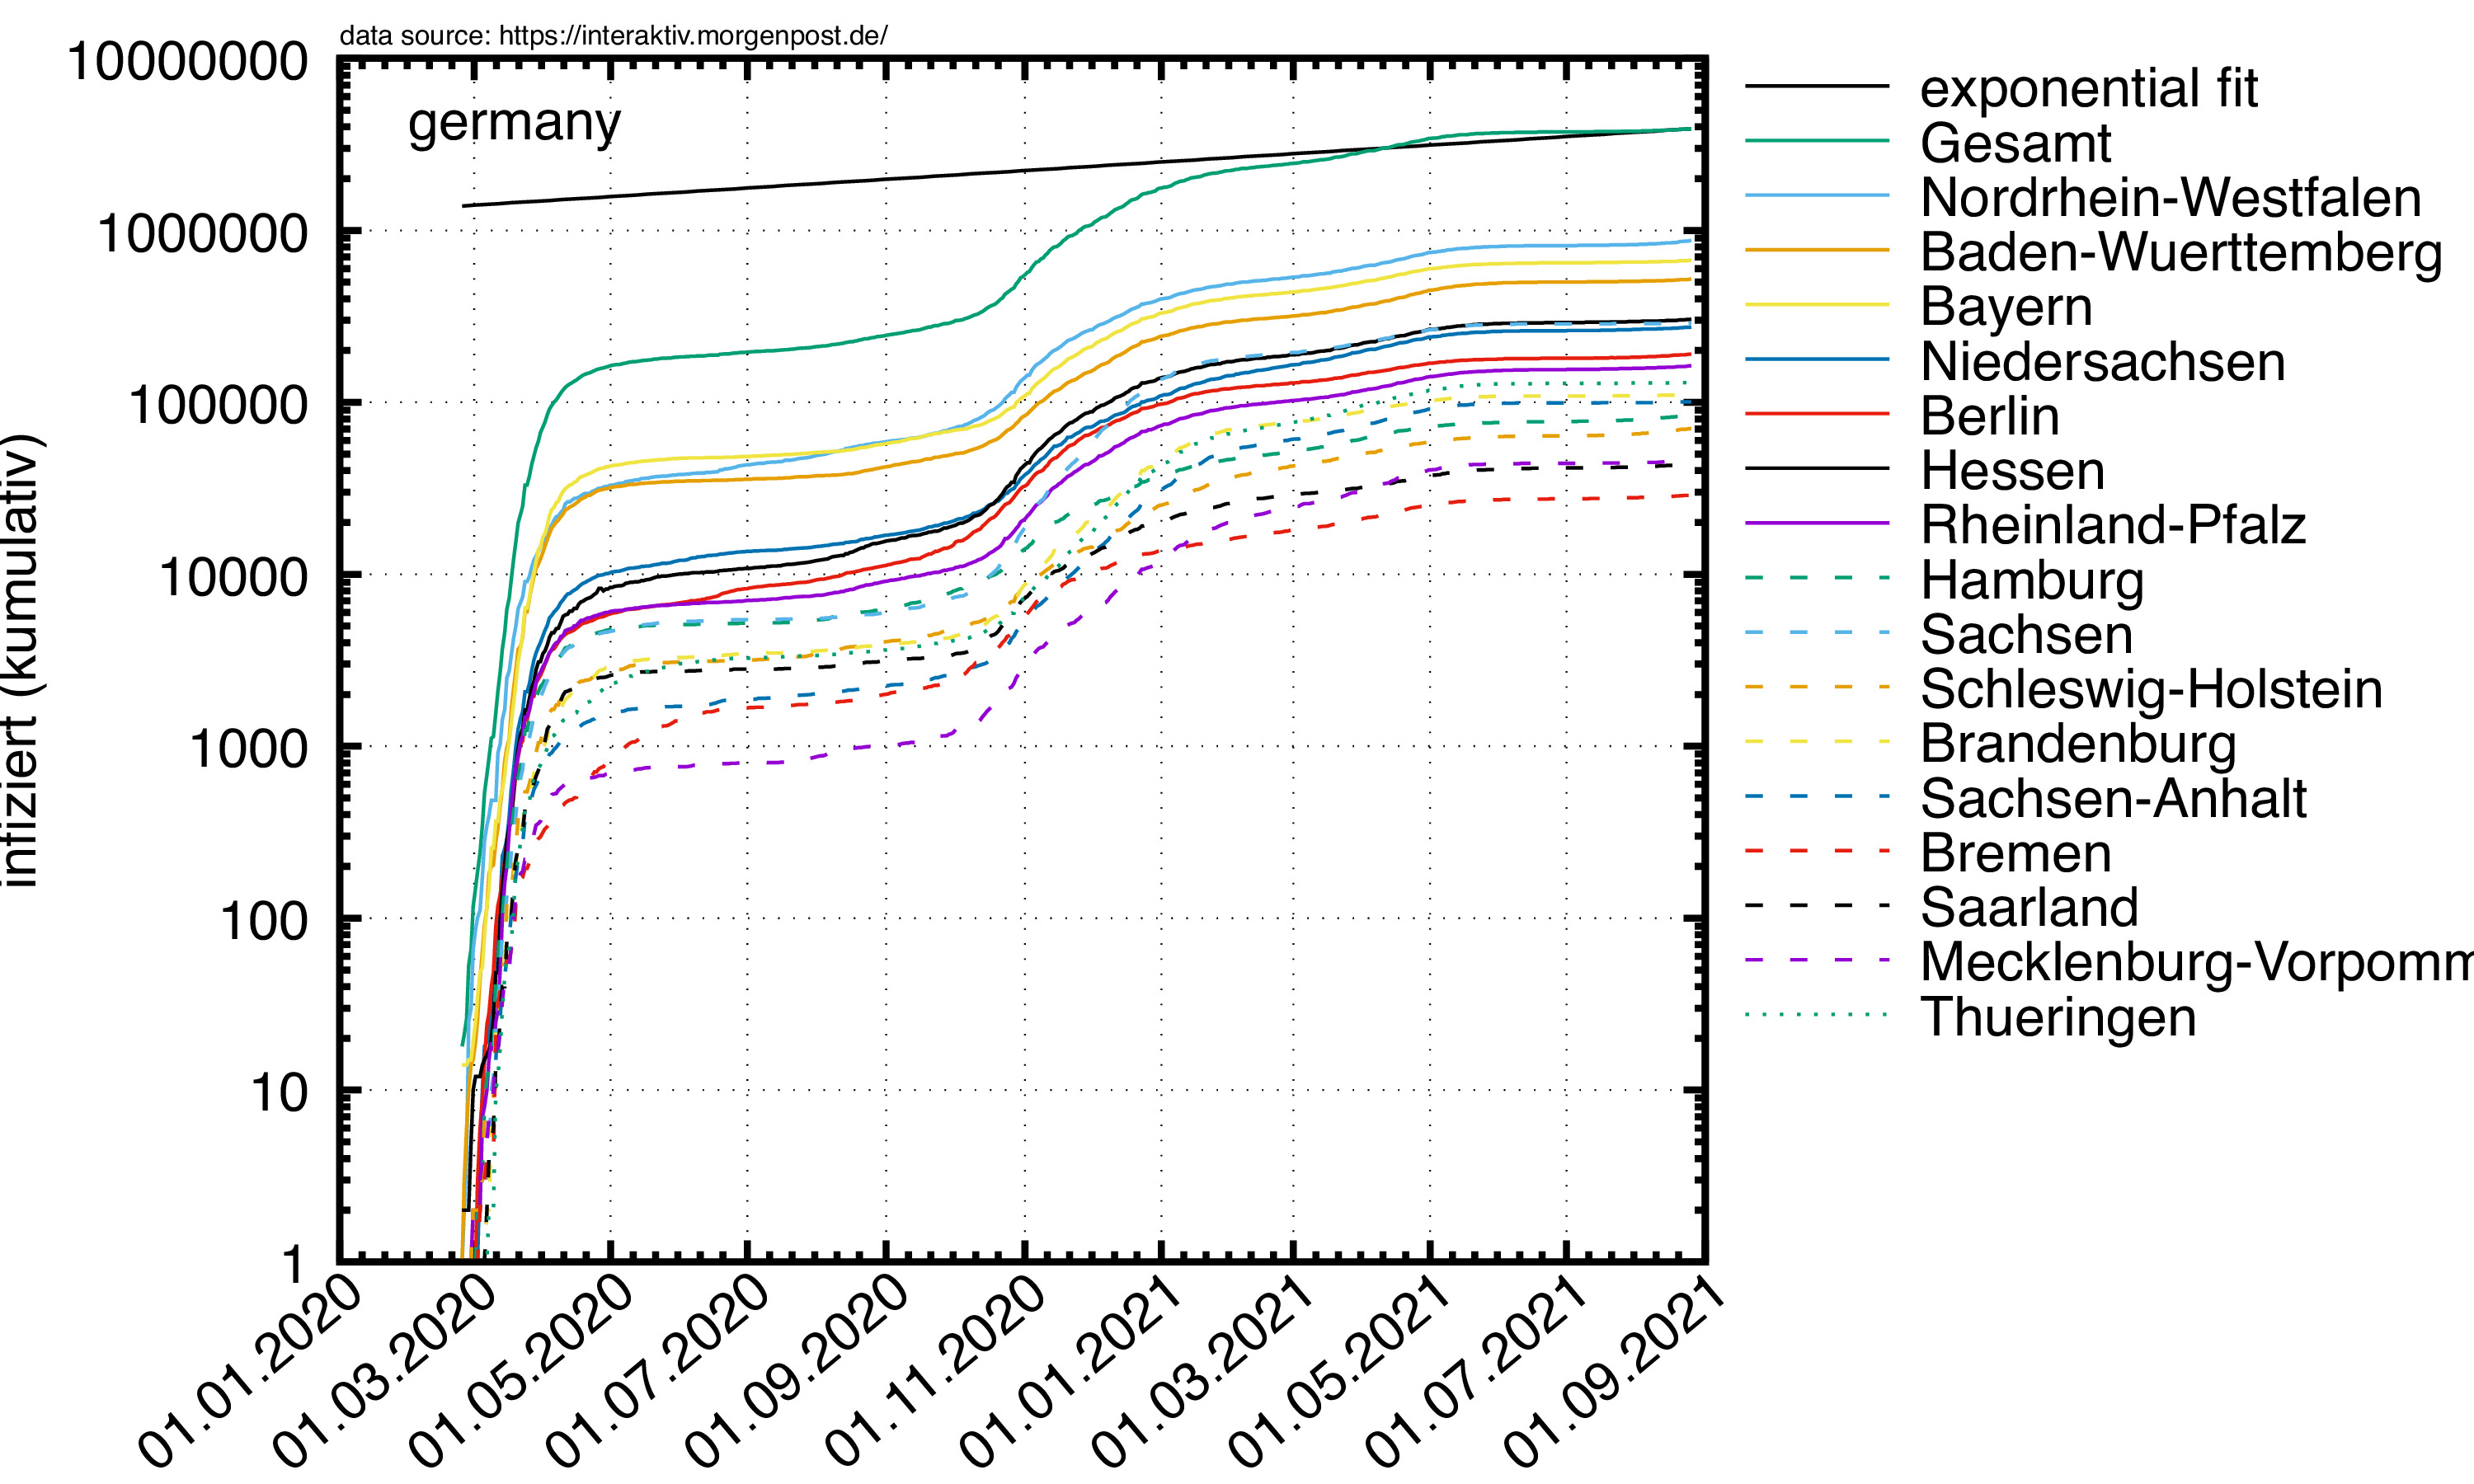 data source: https://interaktiv.morgenpost.de/
germany
infiziert (kumulativ)
10000000
1000000
100000
10000
1000
100
10
1
01.01.2020
01.03.2020
01.05.2020
01.07.2020
01.09.2020
01.11.2020
01.01.2021
01.03.2021
01.05.2021
01.07.2021
01.09.2021
exponential fit
Gesamt
Nordrhein-Westfalen
Baden-Wuerttemberg
Bayern
Niedersachsen
Berlin
Hessen
Rheinland-Pfalz
Hamburg
Sachsen
Schleswig-Holstein
Brandenburg
Sachsen-Anhalt
Bremen
Saarland
Mecklenburg-Vorpomm
Thueringen